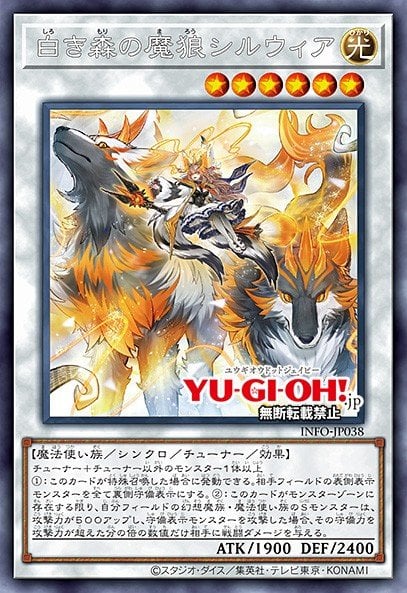 しろ もり ま ろう ひかり
白き森の魔狼シルウィア 光
ユウギオウドットジェイピー
YU-GI-OH!.jp
無断転載禁止
INFO-JP038
[魔法使い族/シンクロ/チューナー/効果]
チューナー+チューナー以外のモンスター1体以上
①:このカードが特殊召喚した場合に発動できる。相手フィールドの表側表示
モンスターを全て裏側守備表示にする。②:このカードがモンスターゾーンに
存在する限り、自分フィールドの幻想魔族・魔法使い族のSモンスターは、
攻撃力が500アップし、守備表示モンスターを攻撃した場合、その守備力を
攻撃力が超えた分の倍の数値だけ相手に戦闘ダメージを与える。
ATK/1900 DEF/2400
©スタジオ・ダイス/集英社・テレビ東京・KONAMI